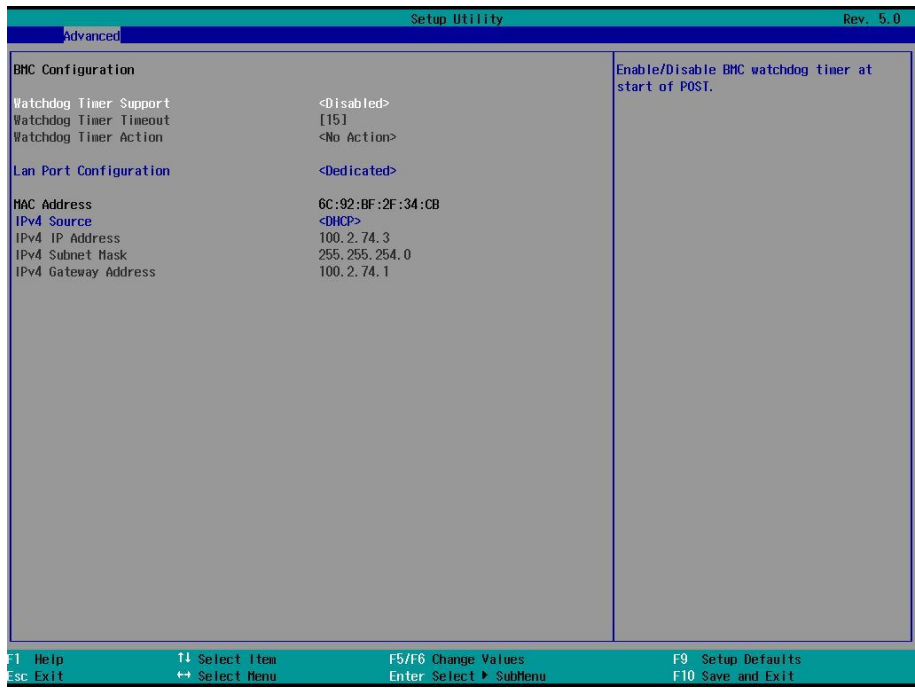 Setup Utility Rev. 5.0
Advanced
BMC Configuration
Watchdog Timer Support <Disabled>
Watchdog Timer Timeout [15]
Watchdog Timer Action <No Action>
Lan Port Configuration <Dedicated>
MAC Address 6C:92:BF:2F:34:CB
IPv4 Source <DHCP>
IPv4 IP Address 100.2.74.3
IPv4 Subnet Mask 255.255.254.0
IPv4 Gateway Address 100.2.74.1
Enable/Disable BMC watchdog timer at
start of POST.
F1 Help ↑↓ Select Item F5/F6 Change Values F9 Setup Defaults
Esc Exit ↔ Select Menu Enter Select ▶ SubMenu F10 Save and Exit